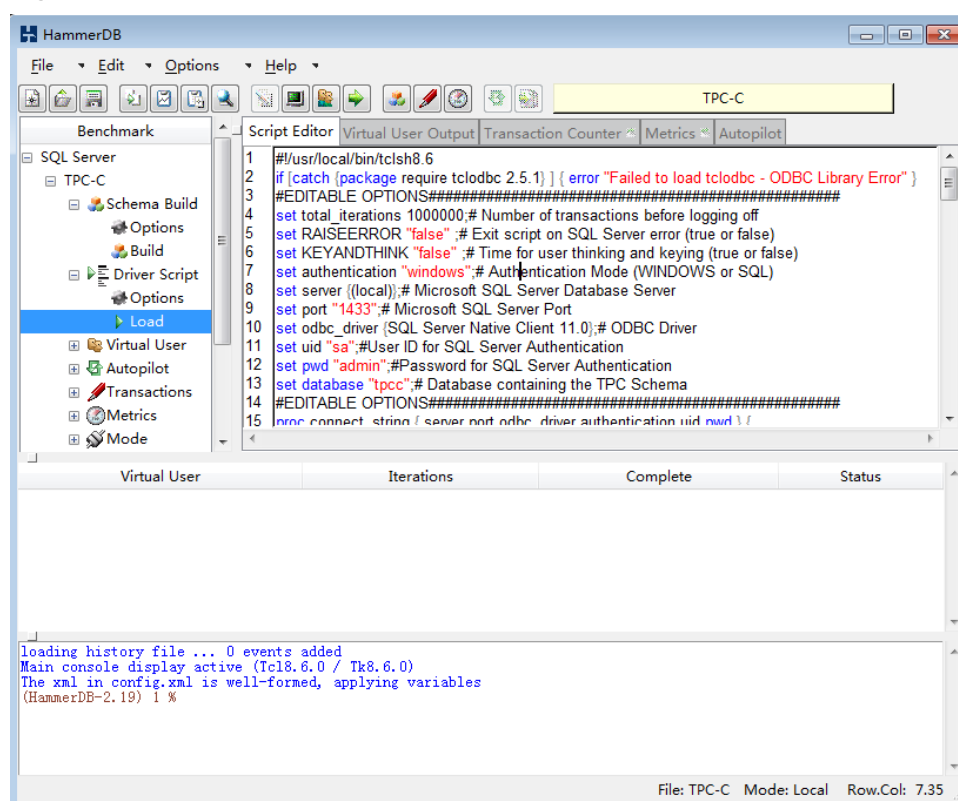 HammerDB
File Edit Options Help
TPC-C
Benchmark
SQL Server
TPC-C
Schema Build
Options
Build
Driver Script
Options
Load
Virtual User
Autopilot
Transactions
Metrics
Mode
Script Editor Virtual User Output Transaction Counter Metrics Autopilot
1 #!/usr/local/bin/tclsh8.6
2 if [catch {package require tclodbc 2.5.1} ] { error "Failed to load tclodbc - ODBC Library Error" }
3 #EDITABLE OPTIONS##################################################
4 set total_iterations 1000000;# Number of transactions before logging off
5 set RAISEERROR "false" ;# Exit script on SQL Server error (true or false)
6 set KEYANDTHINK "false" ;# Time for user thinking and keying (true or false)
7 set authentication "windows";# Authentication Mode (WINDOWS or SQL)
8 set server {(local)};# Microsoft SQL Server Database Server
9 set port "1433";# Microsoft SQL Server Port
10 set odbc_driver {SQL Server Native Client 11.0};# ODBC Driver
11 set uid "sa";#User ID for SQL Server Authentication
12 set pwd "admin";#Password for SQL Server Authentication
13 set database "tpcc";# Database containing the TPC Schema
14 #EDITABLE OPTIONS##################################################
15 proc connect_string { server port odbc_driver authentication uid pwd } {
Virtual User Iterations Complete Status
loading history file ... 0 events added
Main console display active (Tcl8.6.0 / Tk8.6.0)
The xml in config.xml is well-formed, applying variables
(HammerDB-2.19) 1 %
File: TPC-C Mode: Local Row.Col: 7.35